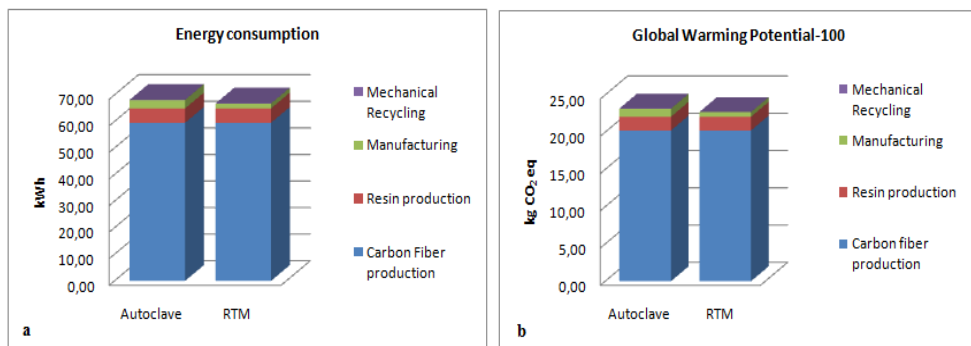 Energy consumption
70,00
60,00
50,00
40,00
30,00
20,00
10,00
0,00
kWh
Autoclave
RTM
Mechanical
Recycling
Manufacturing
Resin production
Carbon Fiber
production
a
Global Warming Potential-100
25,00
20,00
15,00
10,00
5,00
0,00
kg CO₂ eq
Autoclave
RTM
Mechanical
Recycling
Manufacturing
Resin production
Carbon fiber
production
b